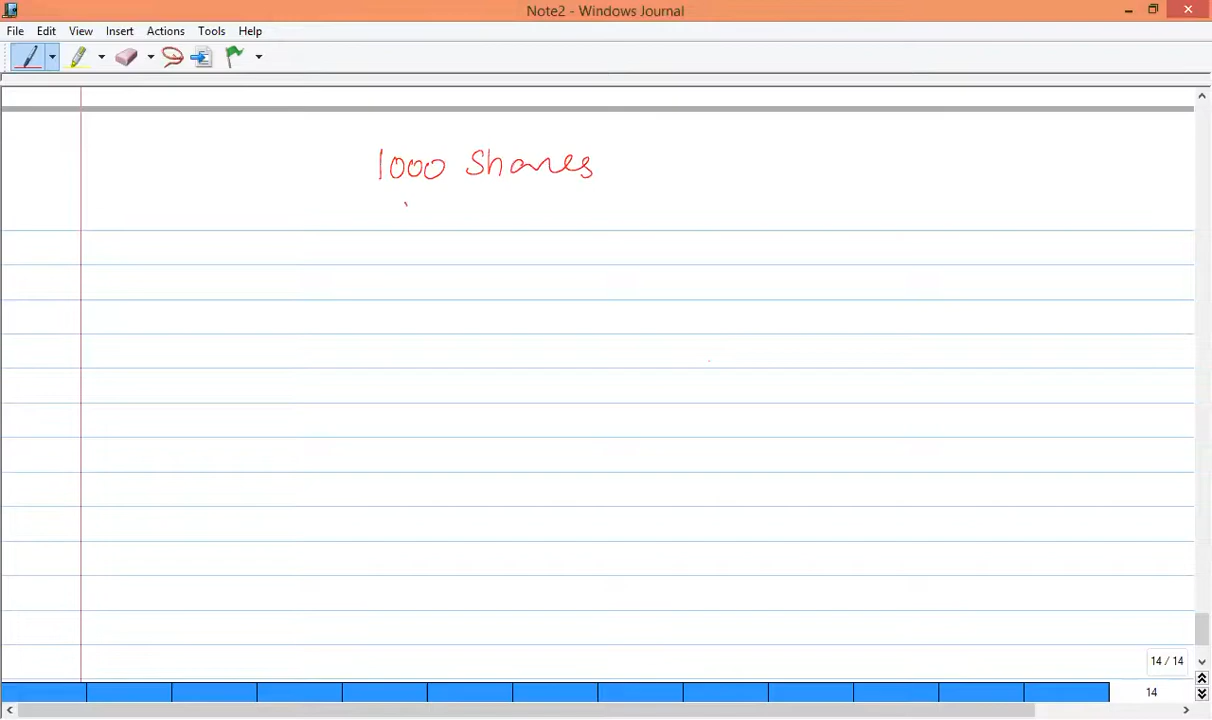 Note2 - Windows Journal
File Edit View Insert Actions Tools Help
1000 Shares
14 / 14
14